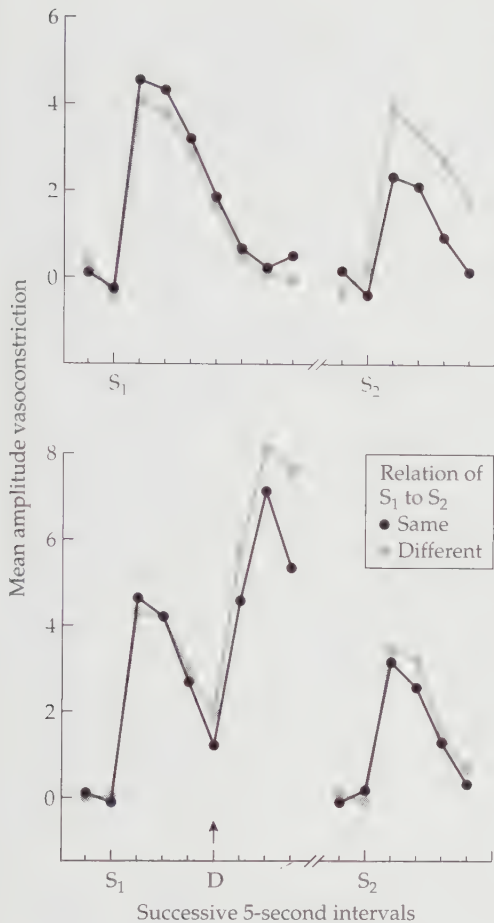 6
4
2
0
S₁
S₂
Mean amplitude vasoconstriction
8
6
4
2
0
Relation of
S₁ to S₂
Same
Different
S₁
D
S₂
Successive 5-second intervals